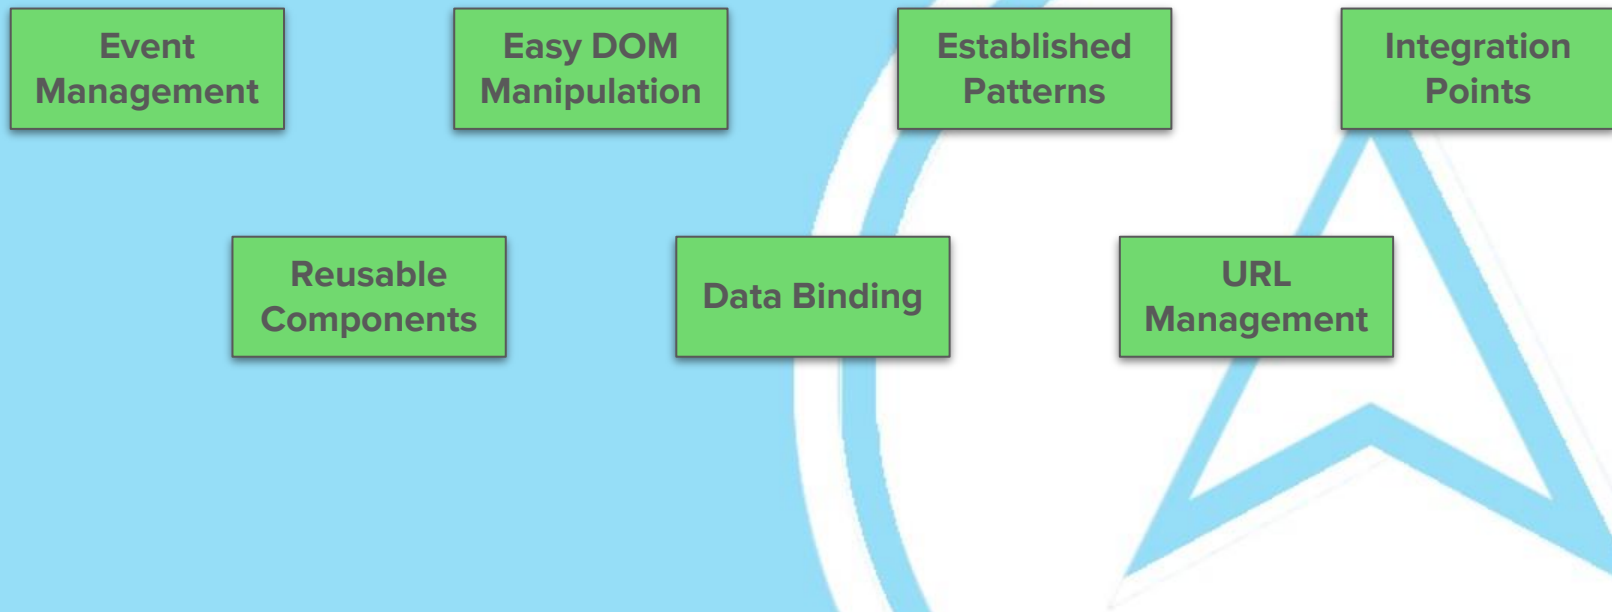 Event
Management
Easy DOM
Manipulation
Established
Patterns
Integration
Points
Reusable
Components
Data Binding
URL
Management